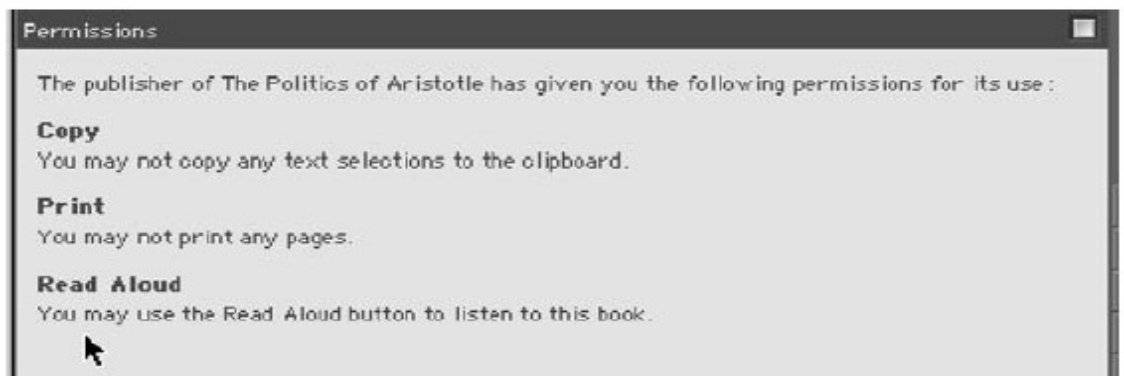 Permissions
The publisher of The Politics of Aristotle has given you the following permissions for its use :
Copy
You may not copy any text selections to the clipboard.
Print
You may not print any pages.
Read Aloud
You may use the Read Aloud button to listen to this book.